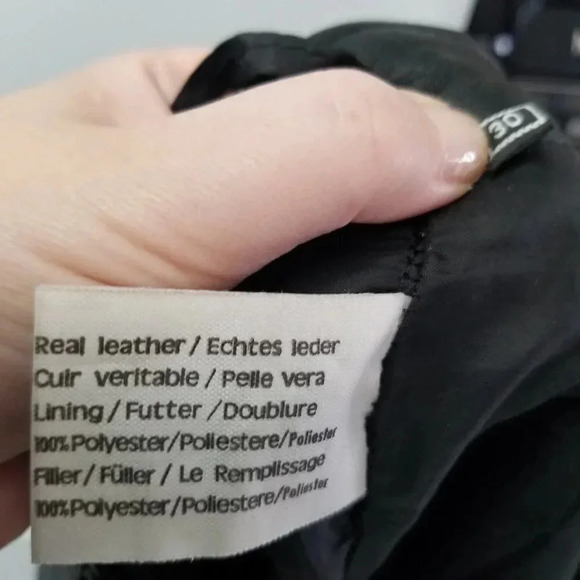 30
Real leather / Echtes leder
Cuir veritable / Pelle vera
Lining / Futter / Doublure
100% Polyester/Poliestere/Poliester
Filler / Füller / Le Remplissage
100% Polyester/Poliestere/Poliester